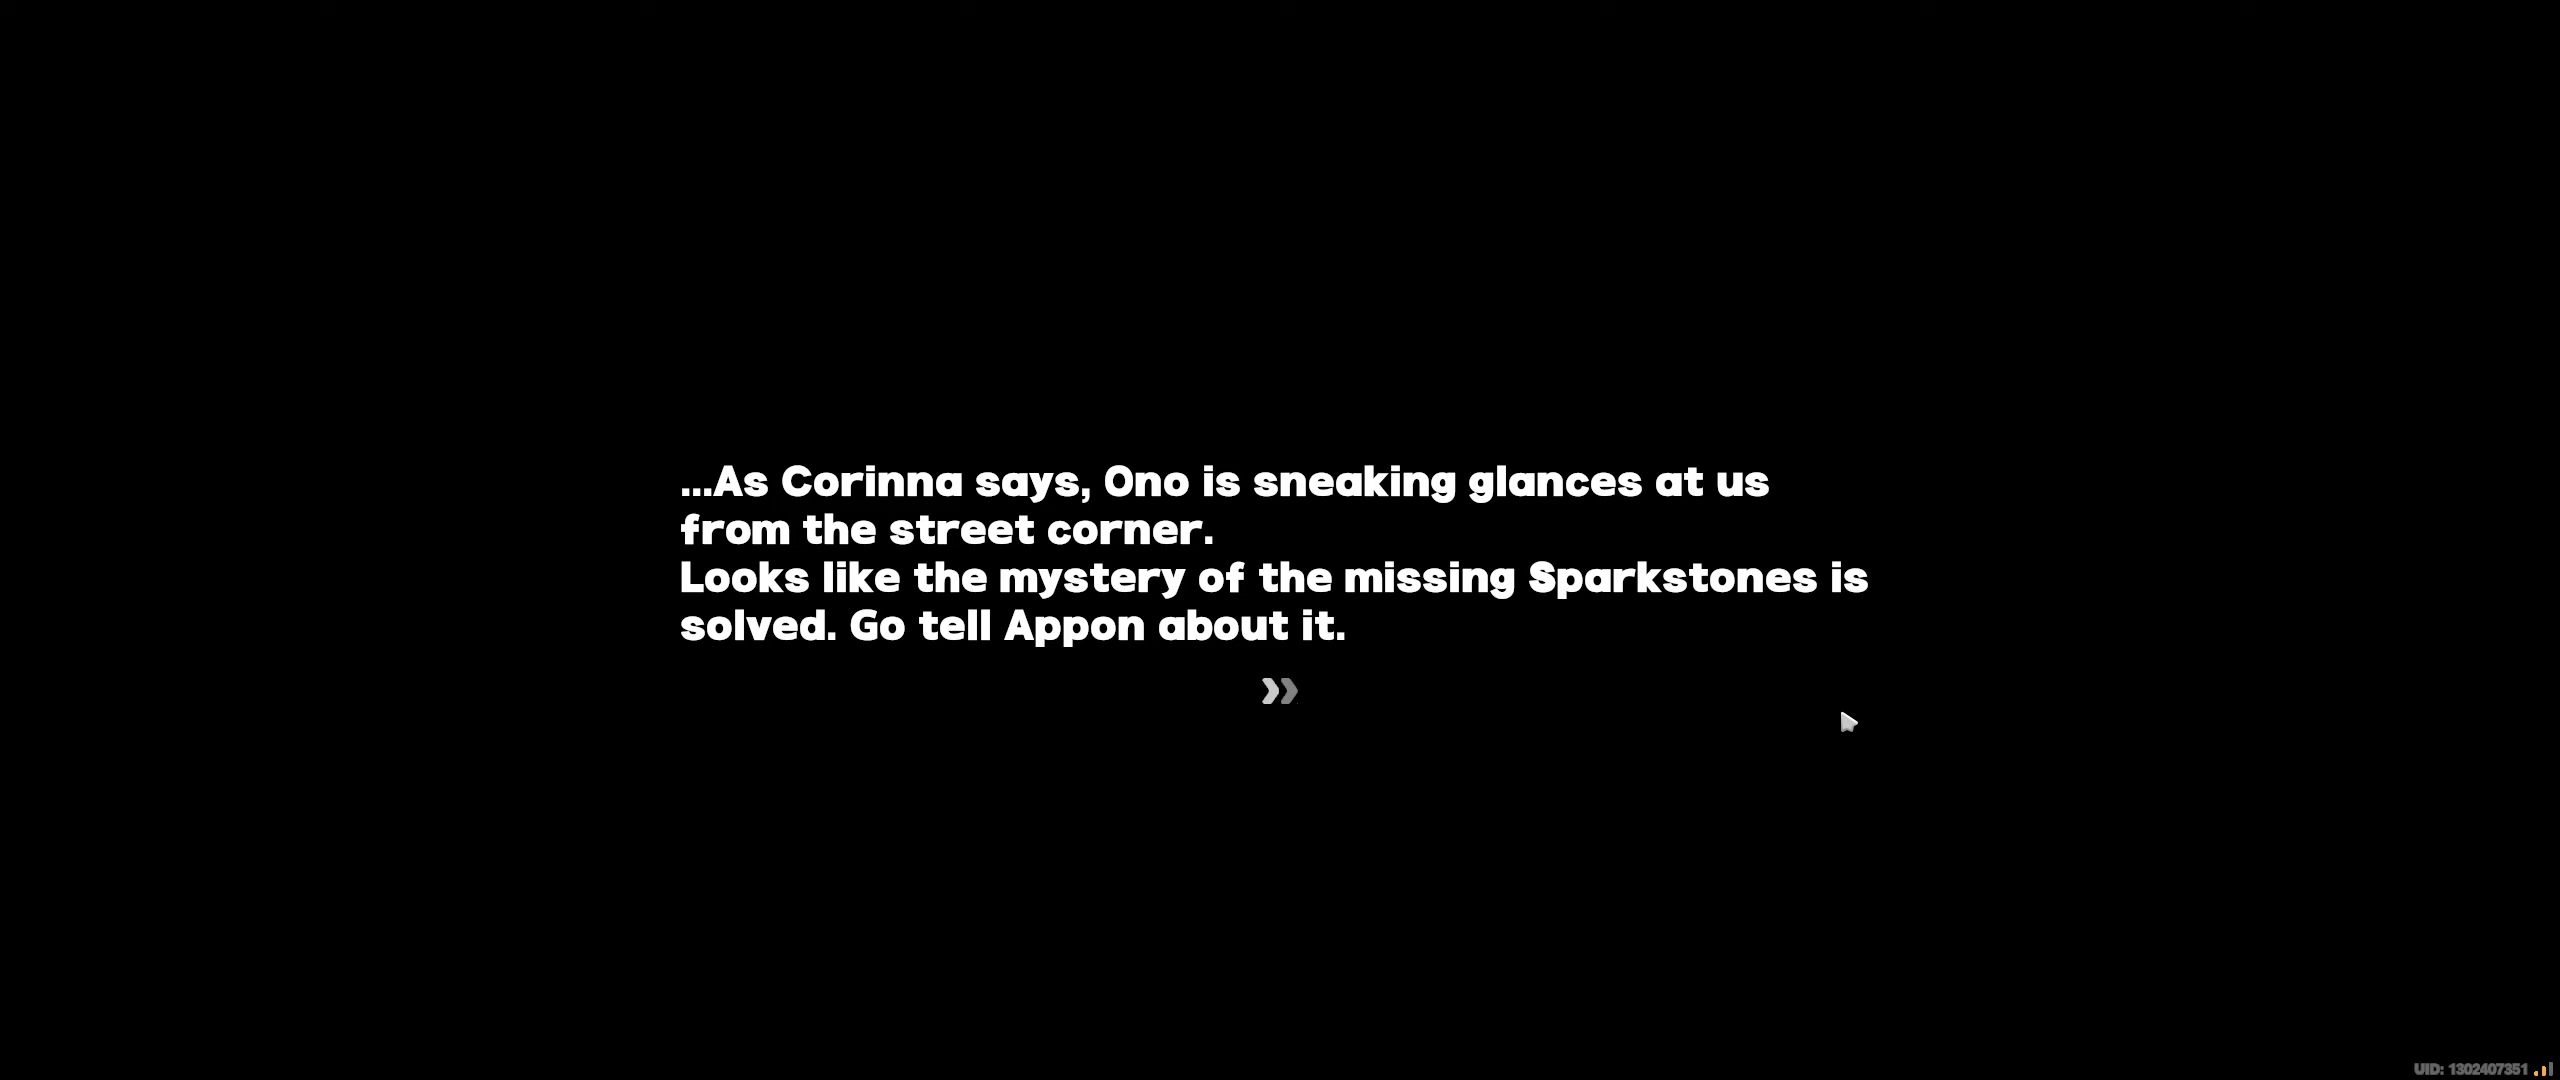 ...As Corinna says, Ono is sneaking glances at us
from the street corner.
Looks like the mystery of the missing Sparkstones is
solved. Go tell Appon about it.
UID: 1302407351